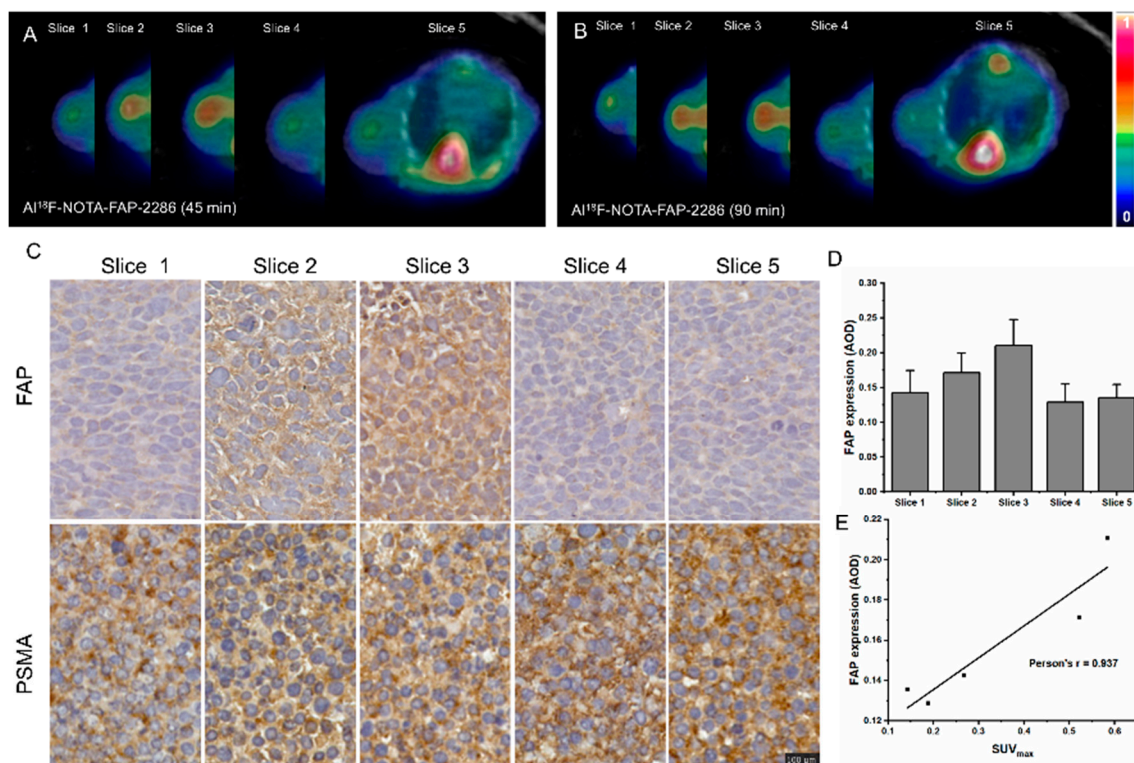 A
Slice 1
Slice 2
Slice 3
Slice 4
Slice 5
Al¹⁸F-NOTA-FAP-2286 (45 min)
B
Slice 1
Slice 2
Slice 3
Slice 4
Slice 5
Al¹⁸F-NOTA-FAP-2286 (90 min)
1
0
C
Slice 1
Slice 2
Slice 3
Slice 4
Slice 5
FAP
PSMA
100 µm
D
FAP expression (AOD)
0.30
0.25
0.20
0.15
0.10
0.05
0.00
Slice 1
Slice 2
Slice 3
Slice 4
Slice 5
E
FAP expression (AOD)
0.22
0.20
0.18
0.16
0.14
0.12
Person's r = 0.937
0.1
0.2
0.3
0.4
0.5
0.6
SUVmax